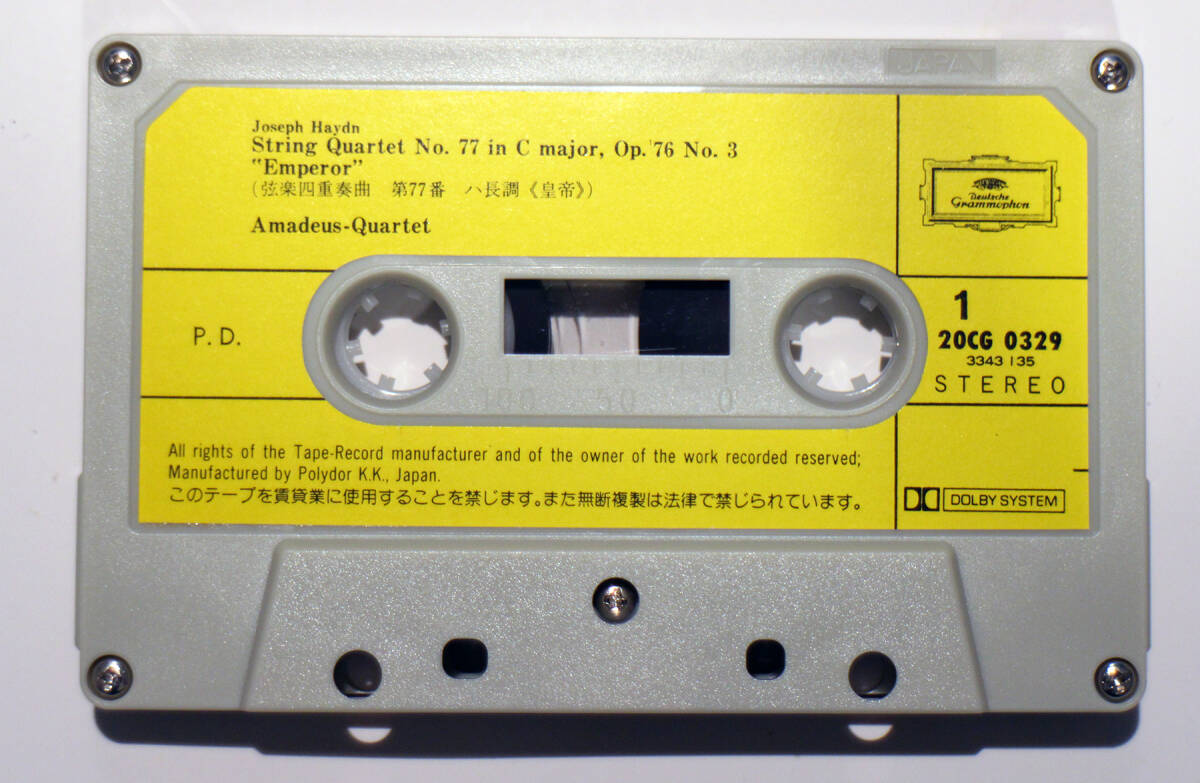 JAPAN
Joseph Haydn
String Quartet No. 77 in C major, Op. 76 No. 3
"Emperor"
(弦楽四重奏曲 第77番 ハ長調《皇帝》)
Amadeus-Quartet
Deutsche
Grammophon
P. D.
1
20CG 0329
3343 135
STEREO
100 50 0
All rights of the Tape-Record manufacturer and of the owner of the work recorded reserved;
Manufactured by Polydor K.K., Japan.
このテープを賃貸業に使用することを禁じます。また無断複製は法律で禁じられています。
DOLBY SYSTEM